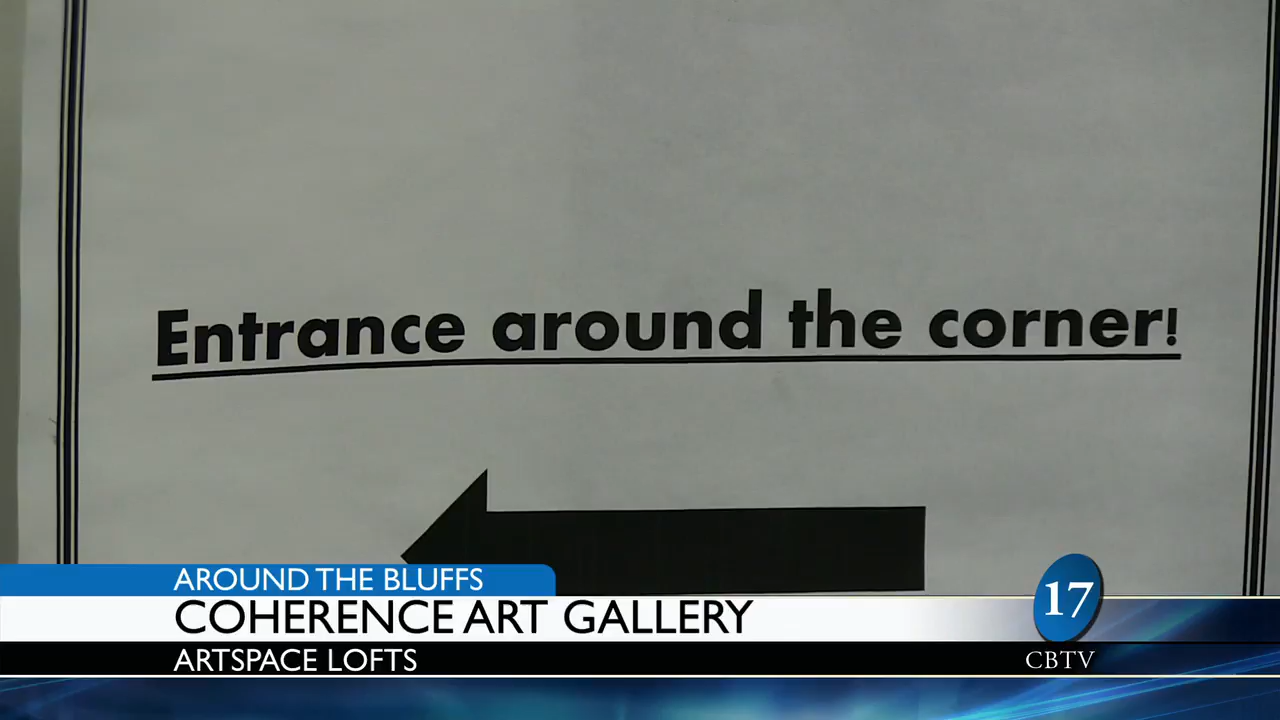 Entrance around the corner!
AROUND THE BLUFFS
COHERENCE ART GALLERY
ARTSPACE LOFTS
17
CBTV